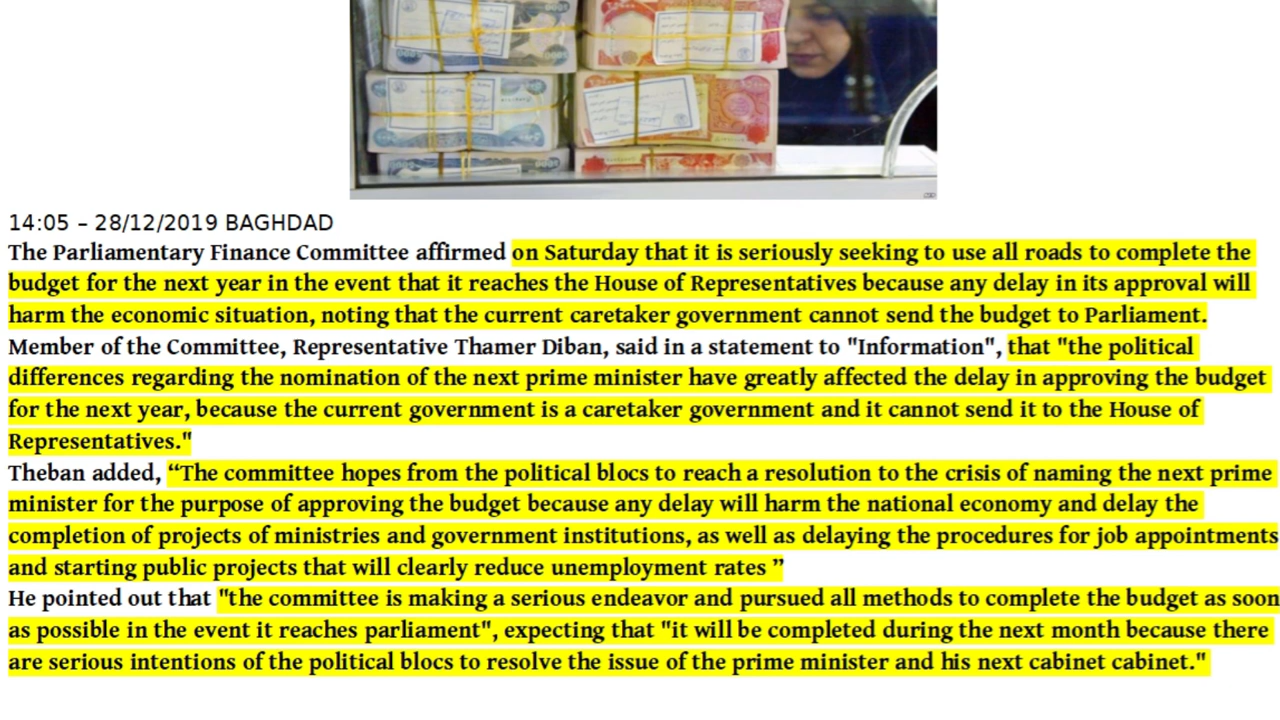 14:05 – 28/12/2019 BAGHDAD
The Parliamentary Finance Committee affirmed on Saturday that it is seriously seeking to use all roads to complete the
budget for the next year in the event that it reaches the House of Representatives because any delay in its approval will
harm the economic situation, noting that the current caretaker government cannot send the budget to Parliament.
Member of the Committee, Representative Thamer Diban, said in a statement to "Information", that "the political
differences regarding the nomination of the next prime minister have greatly affected the delay in approving the budget
for the next year, because the current government is a caretaker government and it cannot send it to the House of
Representatives."
Theban added, “The committee hopes from the political blocs to reach a resolution to the crisis of naming the next prime
minister for the purpose of approving the budget because any delay will harm the national economy and delay the
completion of projects of ministries and government institutions, as well as delaying the procedures for job appointments
and starting public projects that will clearly reduce unemployment rates ”
He pointed out that "the committee is making a serious endeavor and pursued all methods to complete the budget as soon
as possible in the event it reaches parliament", expecting that "it will be completed during the next month because there
are serious intentions of the political blocs to resolve the issue of the prime minister and his next cabinet cabinet."